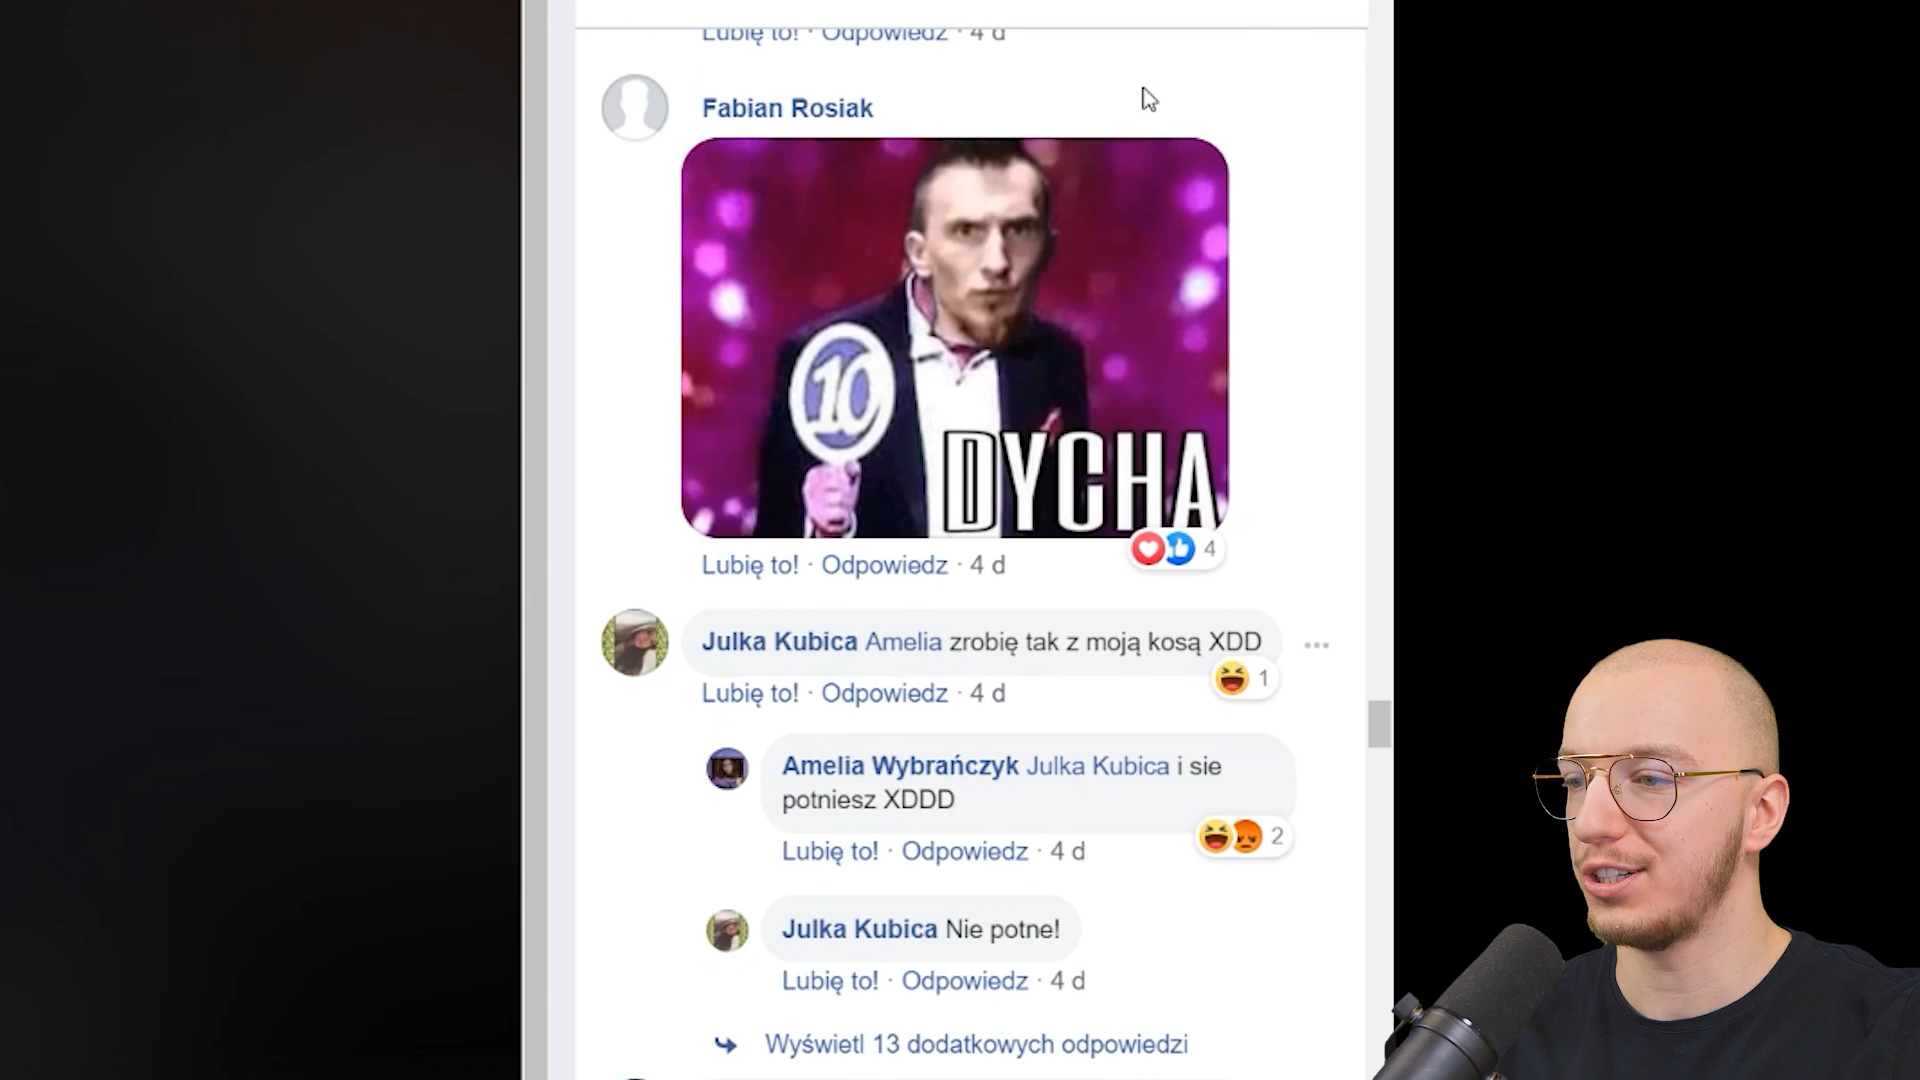 Lubię to! · Odpowiedz · 4 d
Fabian Rosiak
10
DYCHA
4
Lubię to! · Odpowiedz · 4 d
Julka Kubica Amelia zrobię tak z moją kosą XDD
1
Lubię to! · Odpowiedz · 4 d
Amelia Wybrańczyk Julka Kubica i sie
potniesz XDDD
2
Lubię to! · Odpowiedz · 4 d
Julka Kubica Nie potne!
Lubię to! · Odpowiedz · 4 d
Wyświetl 13 dodatkowych odpowiedzi